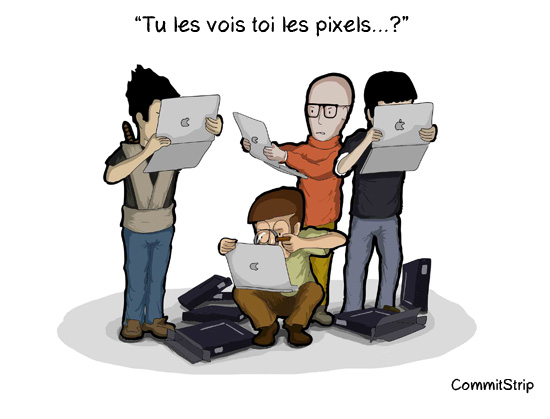 “Tu les vois toi les pixels...?”
CommitStrip